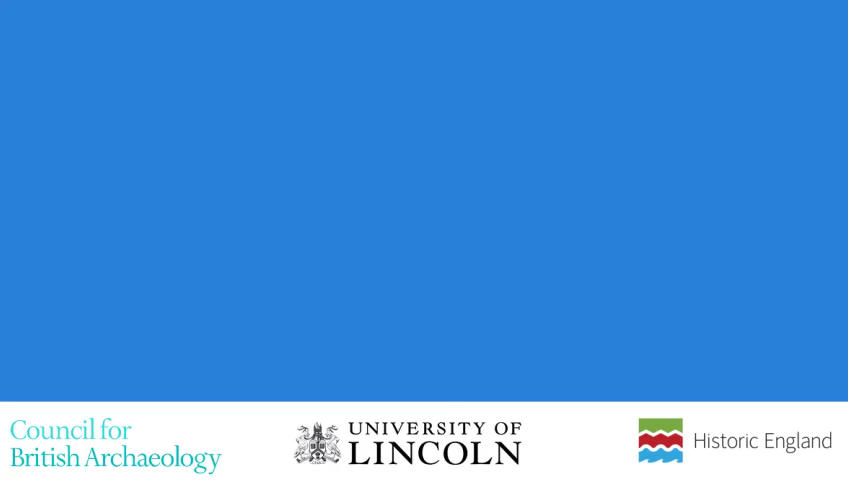 Council for
British Archaeology
UNIVERSITY OF
LINCOLN
Historic England